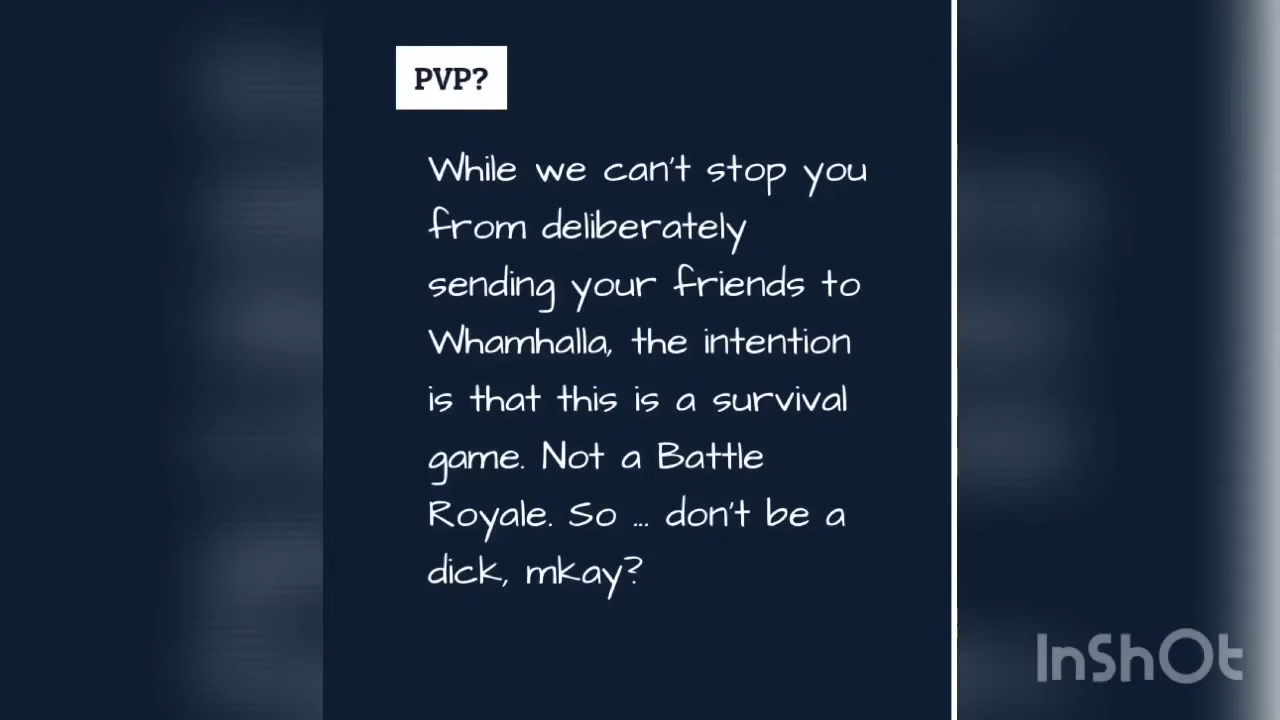 PVP?
While we can't stop you
from deliberately
sending your friends to
Whamhalla, the intention
is that this is a survival
game. Not a Battle
Royale. So ... don't be a
dick, mkay?
InShOt